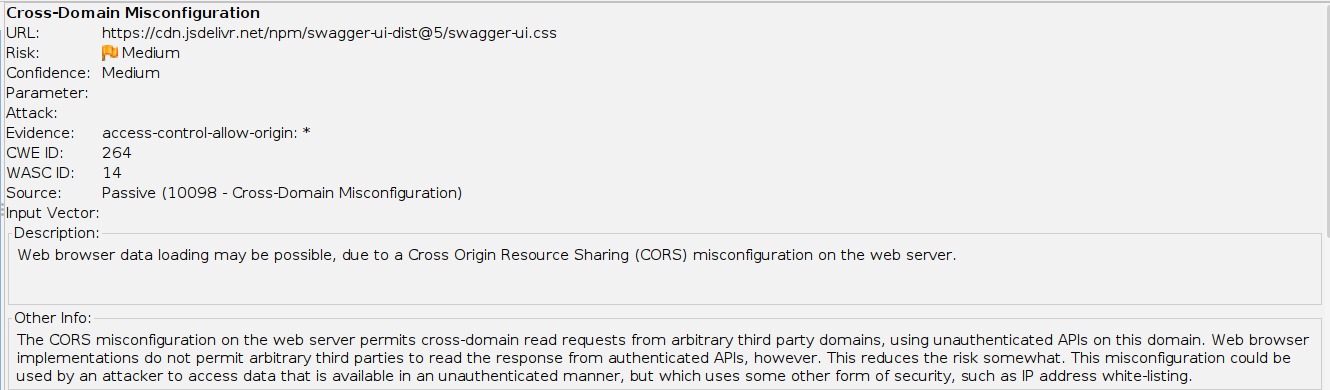 Cross-Domain Misconfiguration
URL: https://cdn.jsdelivr.net/npm/swagger-ui-dist@5/swagger-ui.css
Risk: Medium
Confidence: Medium
Parameter:
Attack:
Evidence: access-control-allow-origin: *
CWE ID: 264
WASC ID: 14
Source: Passive (10098 - Cross-Domain Misconfiguration)
Input Vector:
Description:
Web browser data loading may be possible, due to a Cross Origin Resource Sharing (CORS) misconfiguration on the web server.
Other Info:
The CORS misconfiguration on the web server permits cross-domain read requests from arbitrary third party domains, using unauthenticated APIs on this domain. Web browser
implementations do not permit arbitrary third parties to read the response from authenticated APIs, however. This reduces the risk somewhat. This misconfiguration could be
used by an attacker to access data that is available in an unauthenticated manner, but which uses some other form of security, such as IP address white-listing.